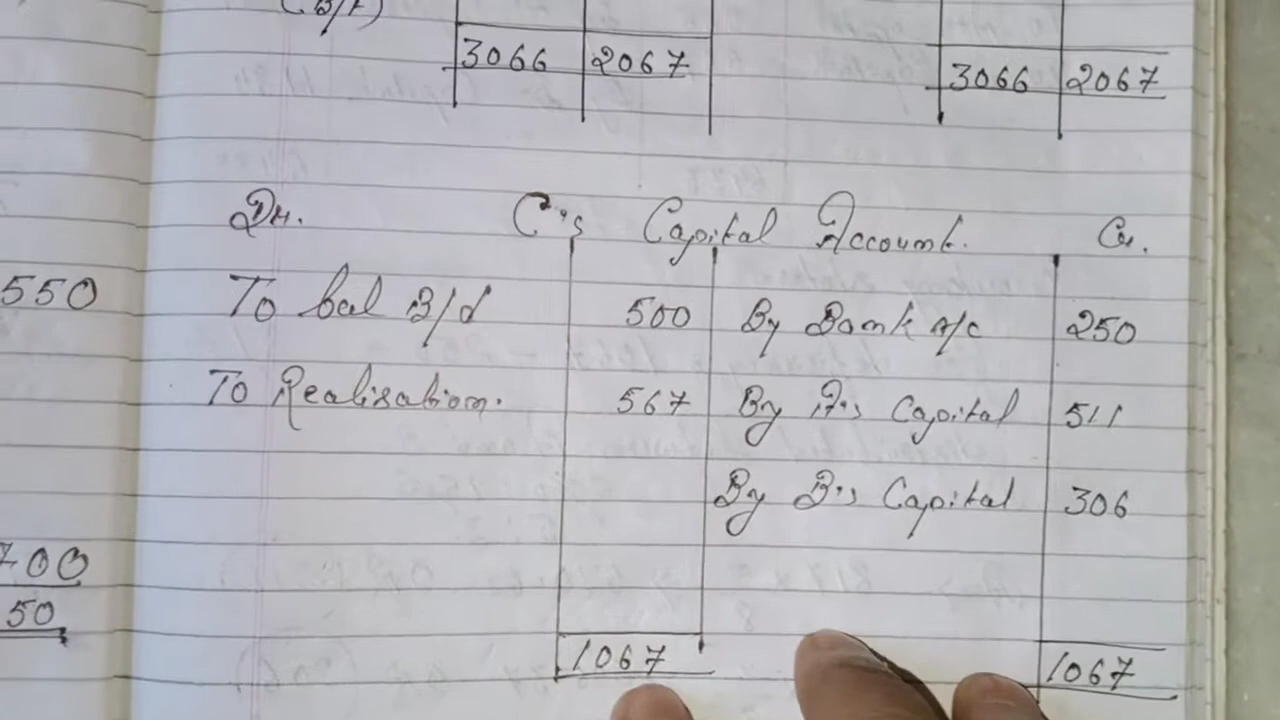 (B/F)
3066 2067 3066 2067
Dr. C's Capital Account. Cr.
550 To bal B/d 500 By Bank A/c 250
To Realisation. 567 By A's Capital 511
By B's Capital 306
700
50
1067 1067